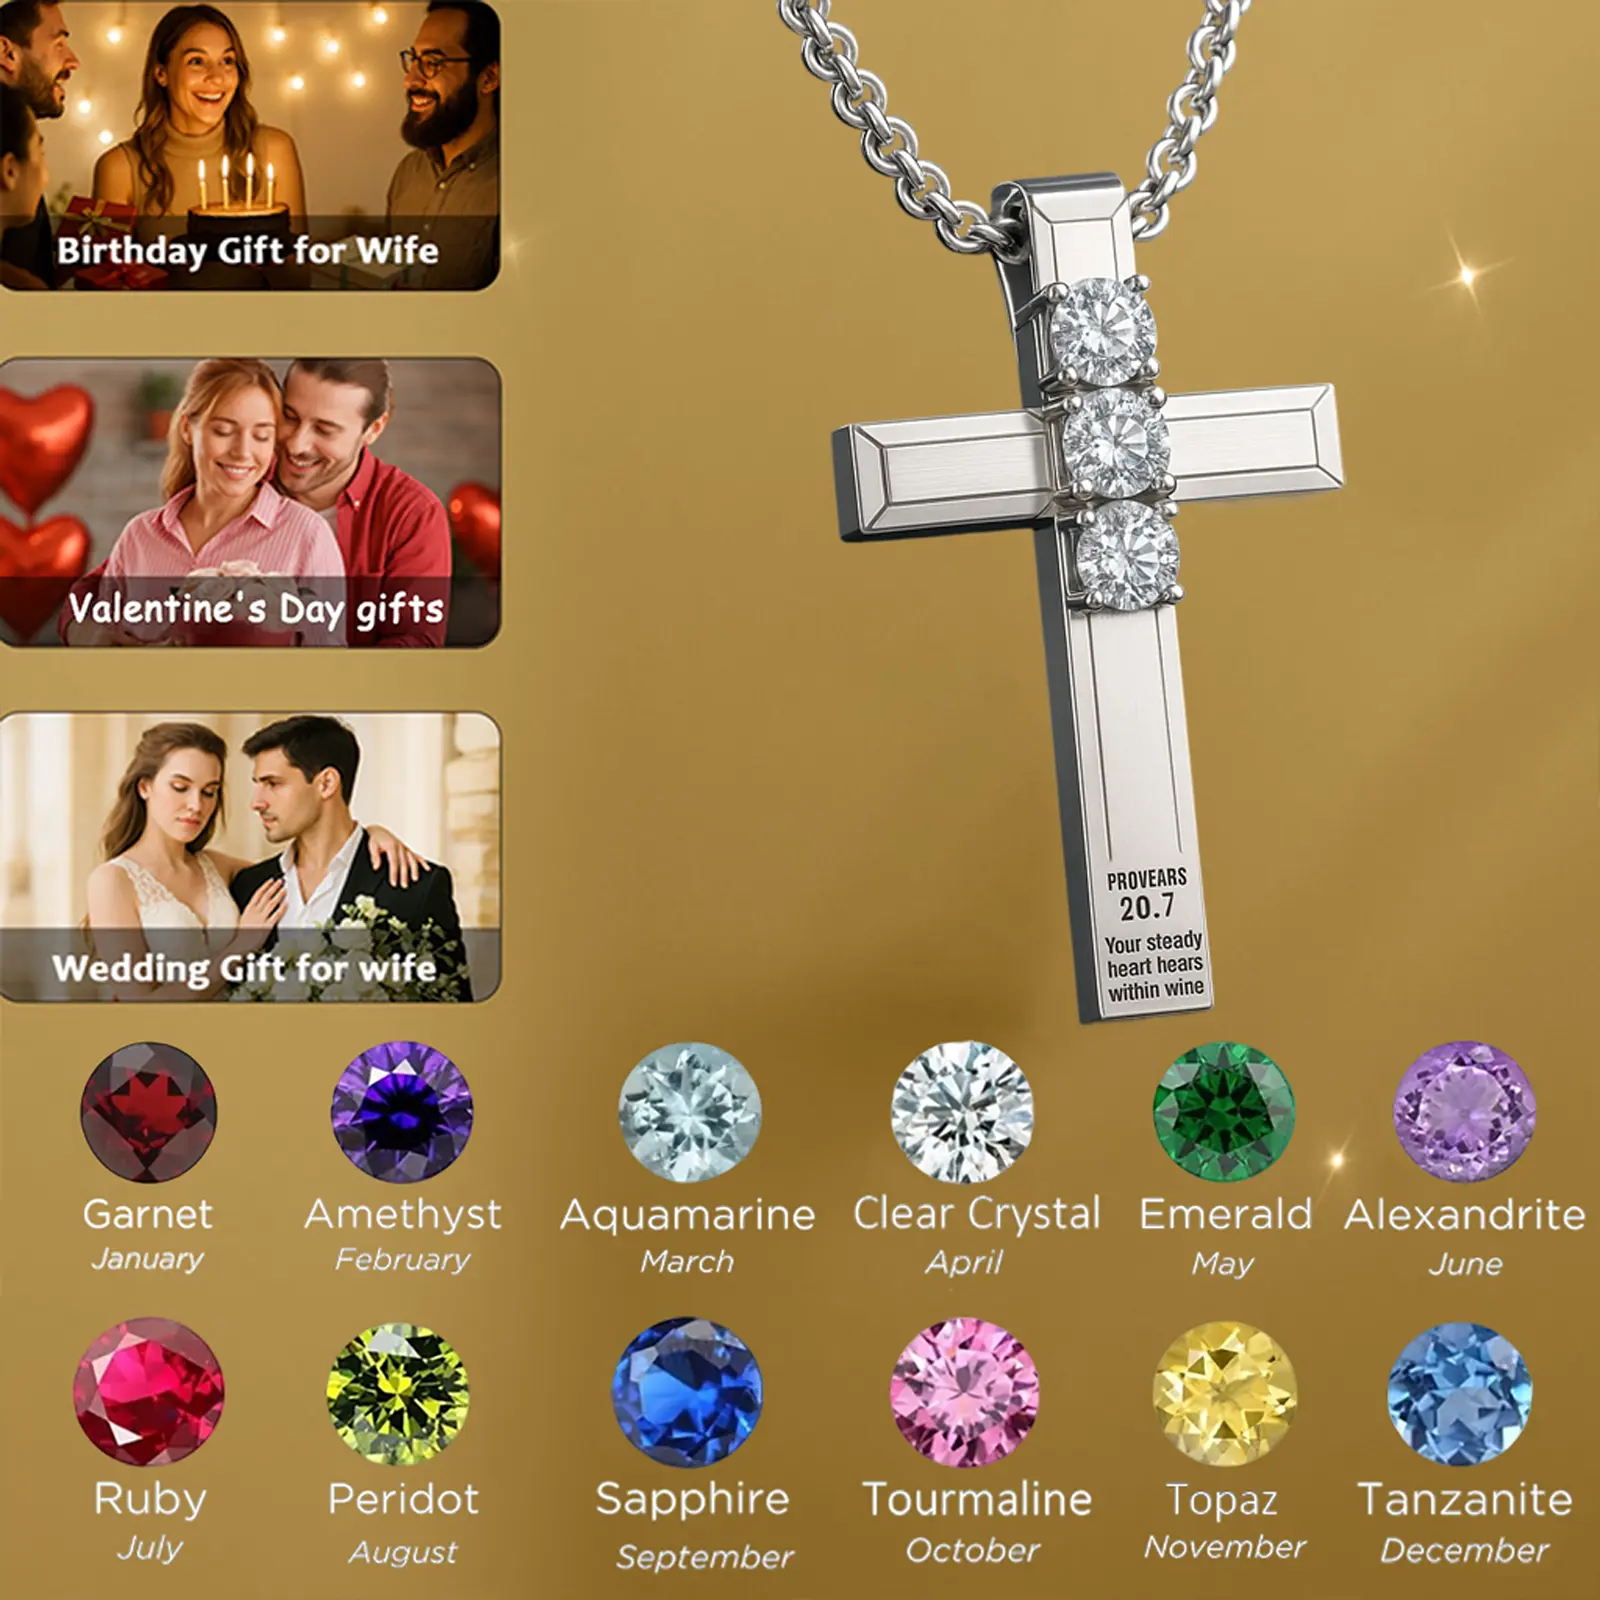 Birthday Gift for Wife
Valentine's Day gifts
Wedding Gift for wife
PROVEARS
20.7
Your steady
heart hears
within wine
Garnet
January
Amethyst
February
Aquamarine
March
Clear Crystal
April
Emerald
May
Alexandrite
June
Ruby
July
Peridot
August
Sapphire
September
Tourmaline
October
Topaz
November
Tanzanite
December